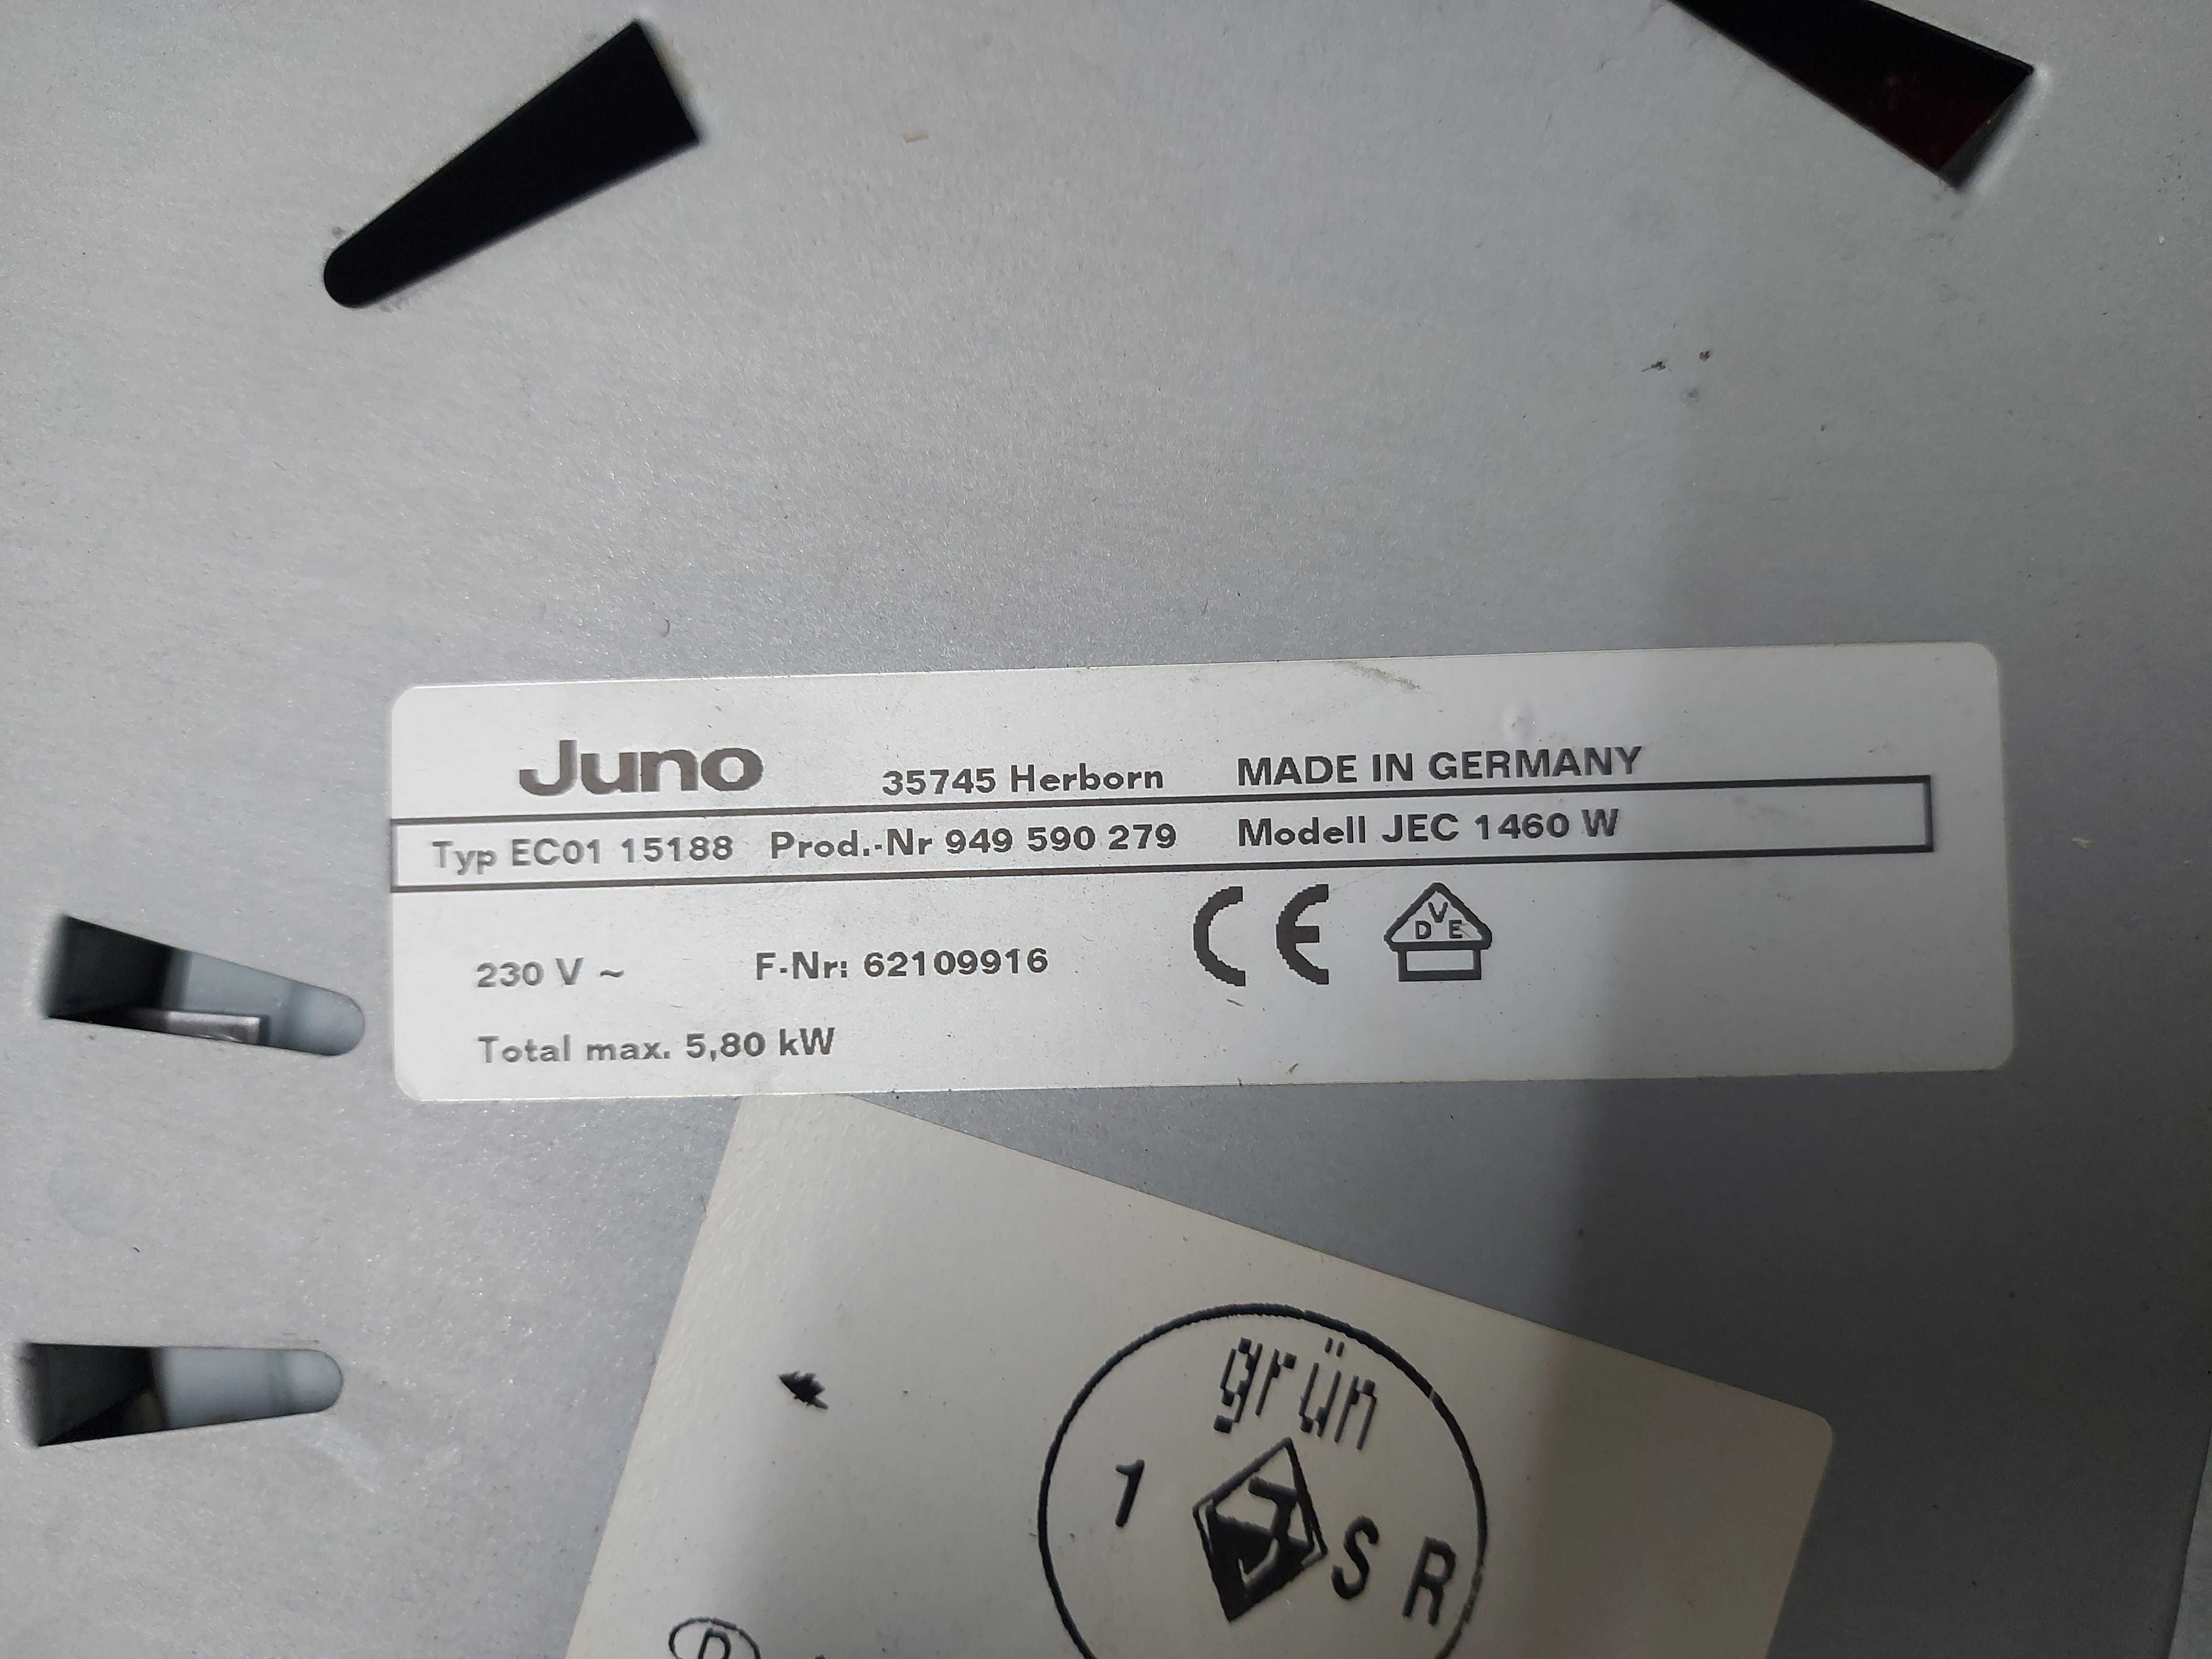 Juno 35745 Herborn MADE IN GERMANY
Typ EC01 15188 Prod.-Nr 949 590 279 Modell JEC 1460 W
230 V ~ F-Nr: 62109916 CE VDE
Total max. 5,80 kW
grün
1 S R
D